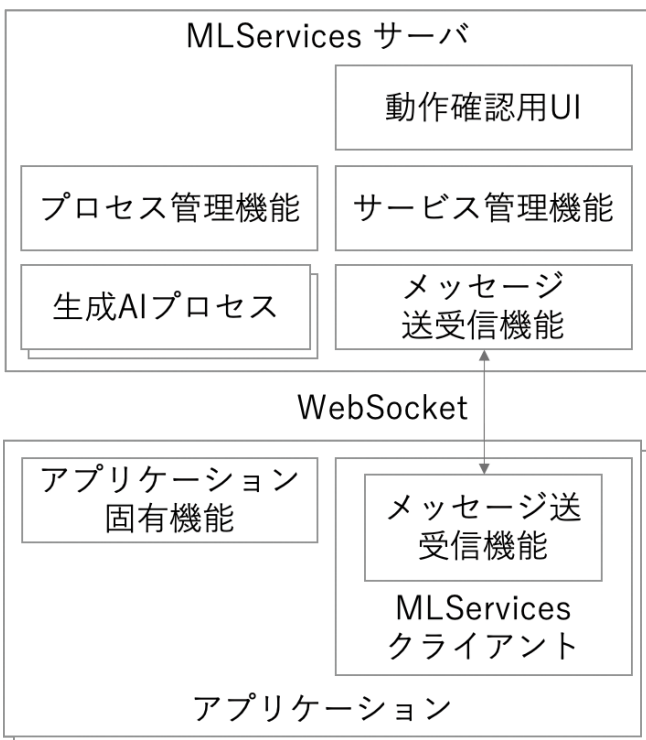 MLServices サーバ
動作確認用UI
プロセス管理機能
サービス管理機能
生成AIプロセス
メッセージ
送受信機能
WebSocket
アプリケーション
固有機能
メッセージ送
受信機能
MLServices
クライアント
アプリケーション